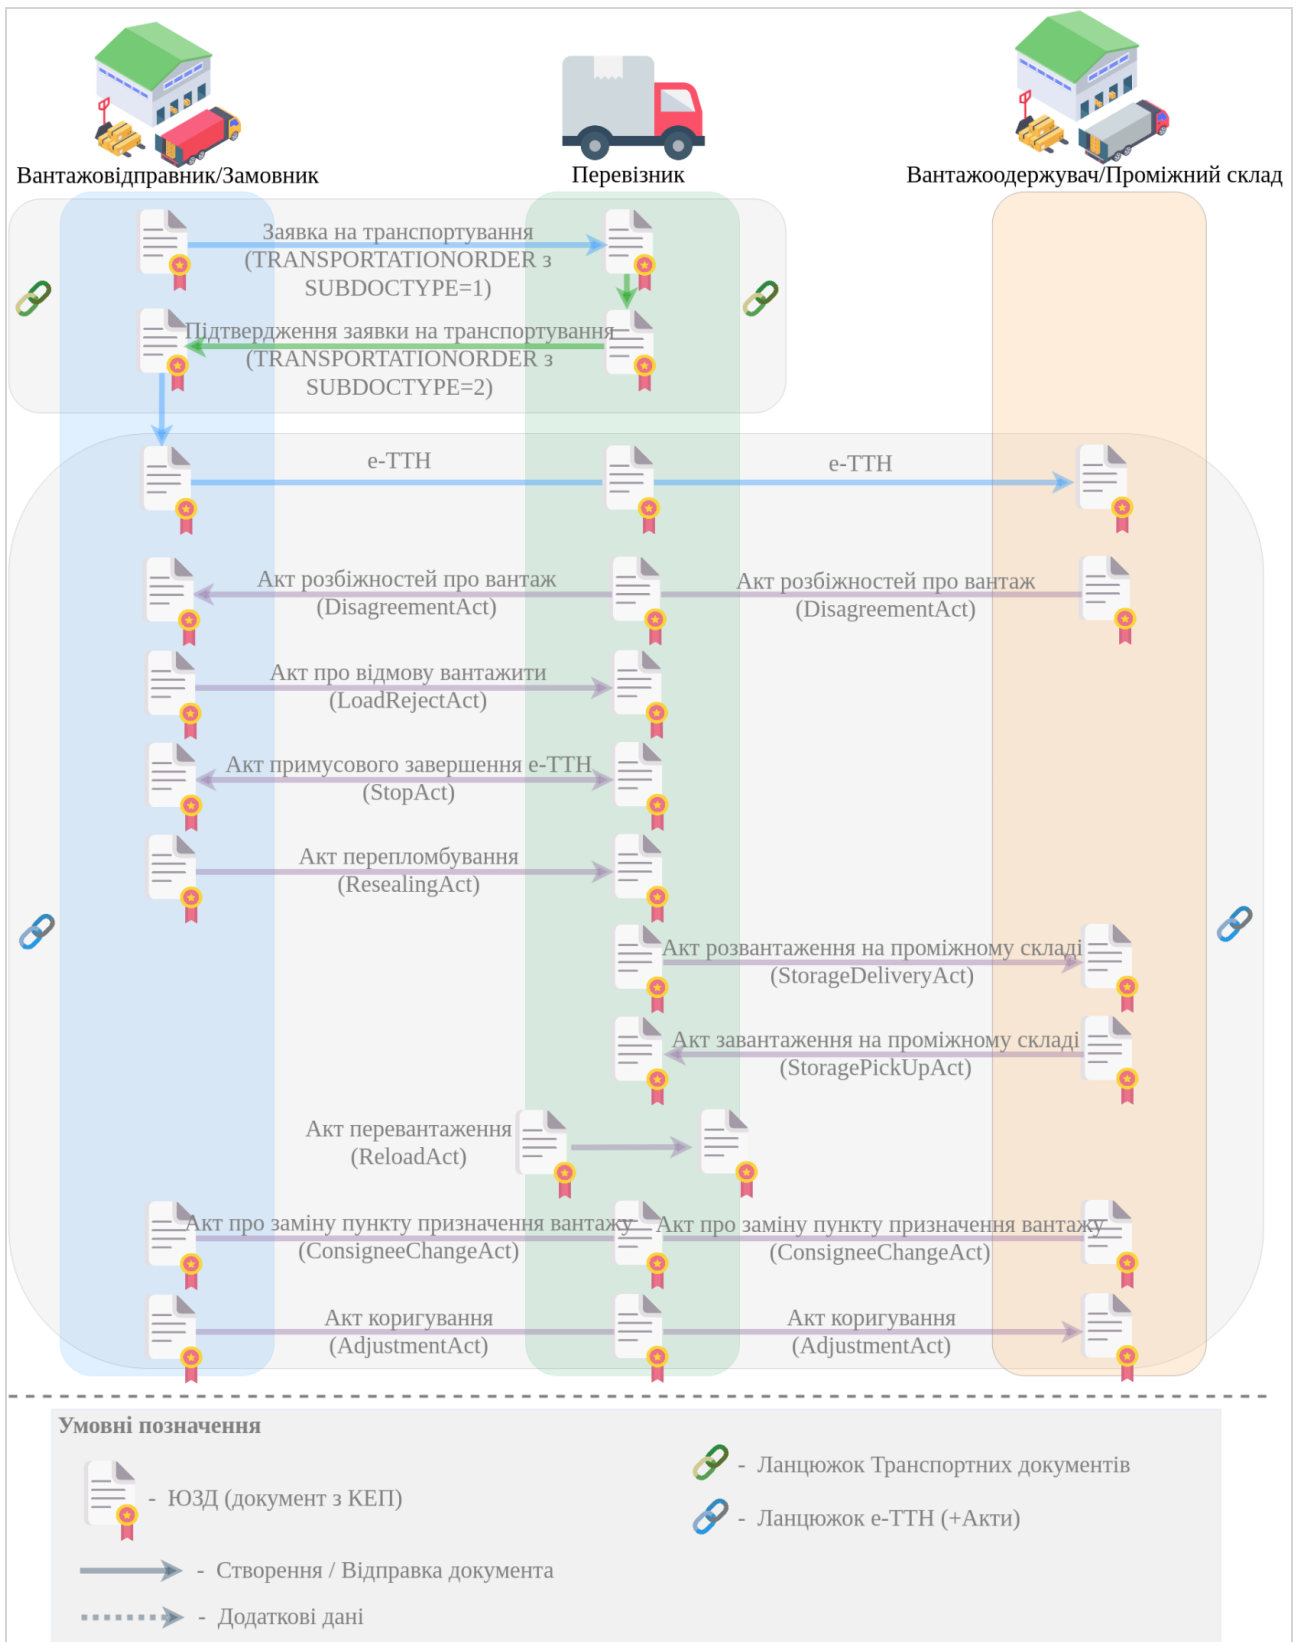 Вантажовідправник/Замовник
Перевізник
Вантажоодержувач/Проміжний склад
Заявка на транспортування
(TRANSPORTATIONORDER з
SUBDOCTYPE=1)
Підтвердження заявки на транспортування
(TRANSPORTATIONORDER з
SUBDOCTYPE=2)
е-ТТН
е-ТТН
Акт розбіжностей про вантаж
(DisagreementAct)
Акт розбіжностей про вантаж
(DisagreementAct)
Акт про відмову вантажити
(LoadRejectAct)
Акт примусового завершення е-ТТН
(StopAct)
Акт перепломбування
(ResealingAct)
Акт розвантаження на проміжному складі
(StorageDeliveryAct)
Акт завантаження на проміжному складі
(StoragePickUpAct)
Акт перевантаження
(ReloadAct)
Акт про заміну пункту призначення вантажу
(ConsigneeChangeAct)
Акт про заміну пункту призначення вантажу
(ConsigneeChangeAct)
Акт коригування
(AdjustmentAct)
Акт коригування
(AdjustmentAct)
Умовні позначення
- ЮЗД (документ з КЕП)
- Створення / Відправка документа
- Додаткові дані
- Ланцюжок Транспортних документів
- Ланцюжок е-ТТН (+Акти)